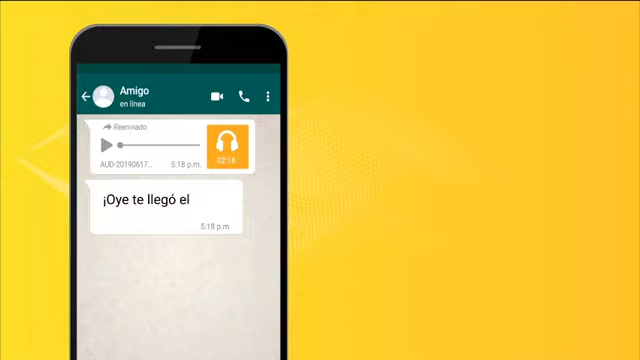 Amigo
en línea
Reenviado
02:18
AUD-20190617... 5:18 p.m.
¡Oye te llegó el
5:18 p.m.